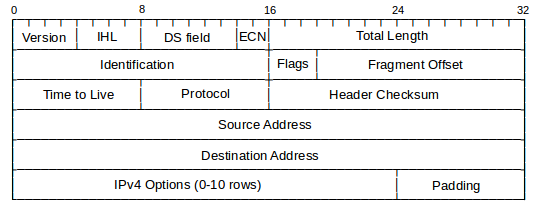 0 8 16 24 32
Version IHL DS field ECN Total Length
Identification Flags Fragment Offset
Time to Live Protocol Header Checksum
Source Address
Destination Address
IPv4 Options (0-10 rows) Padding